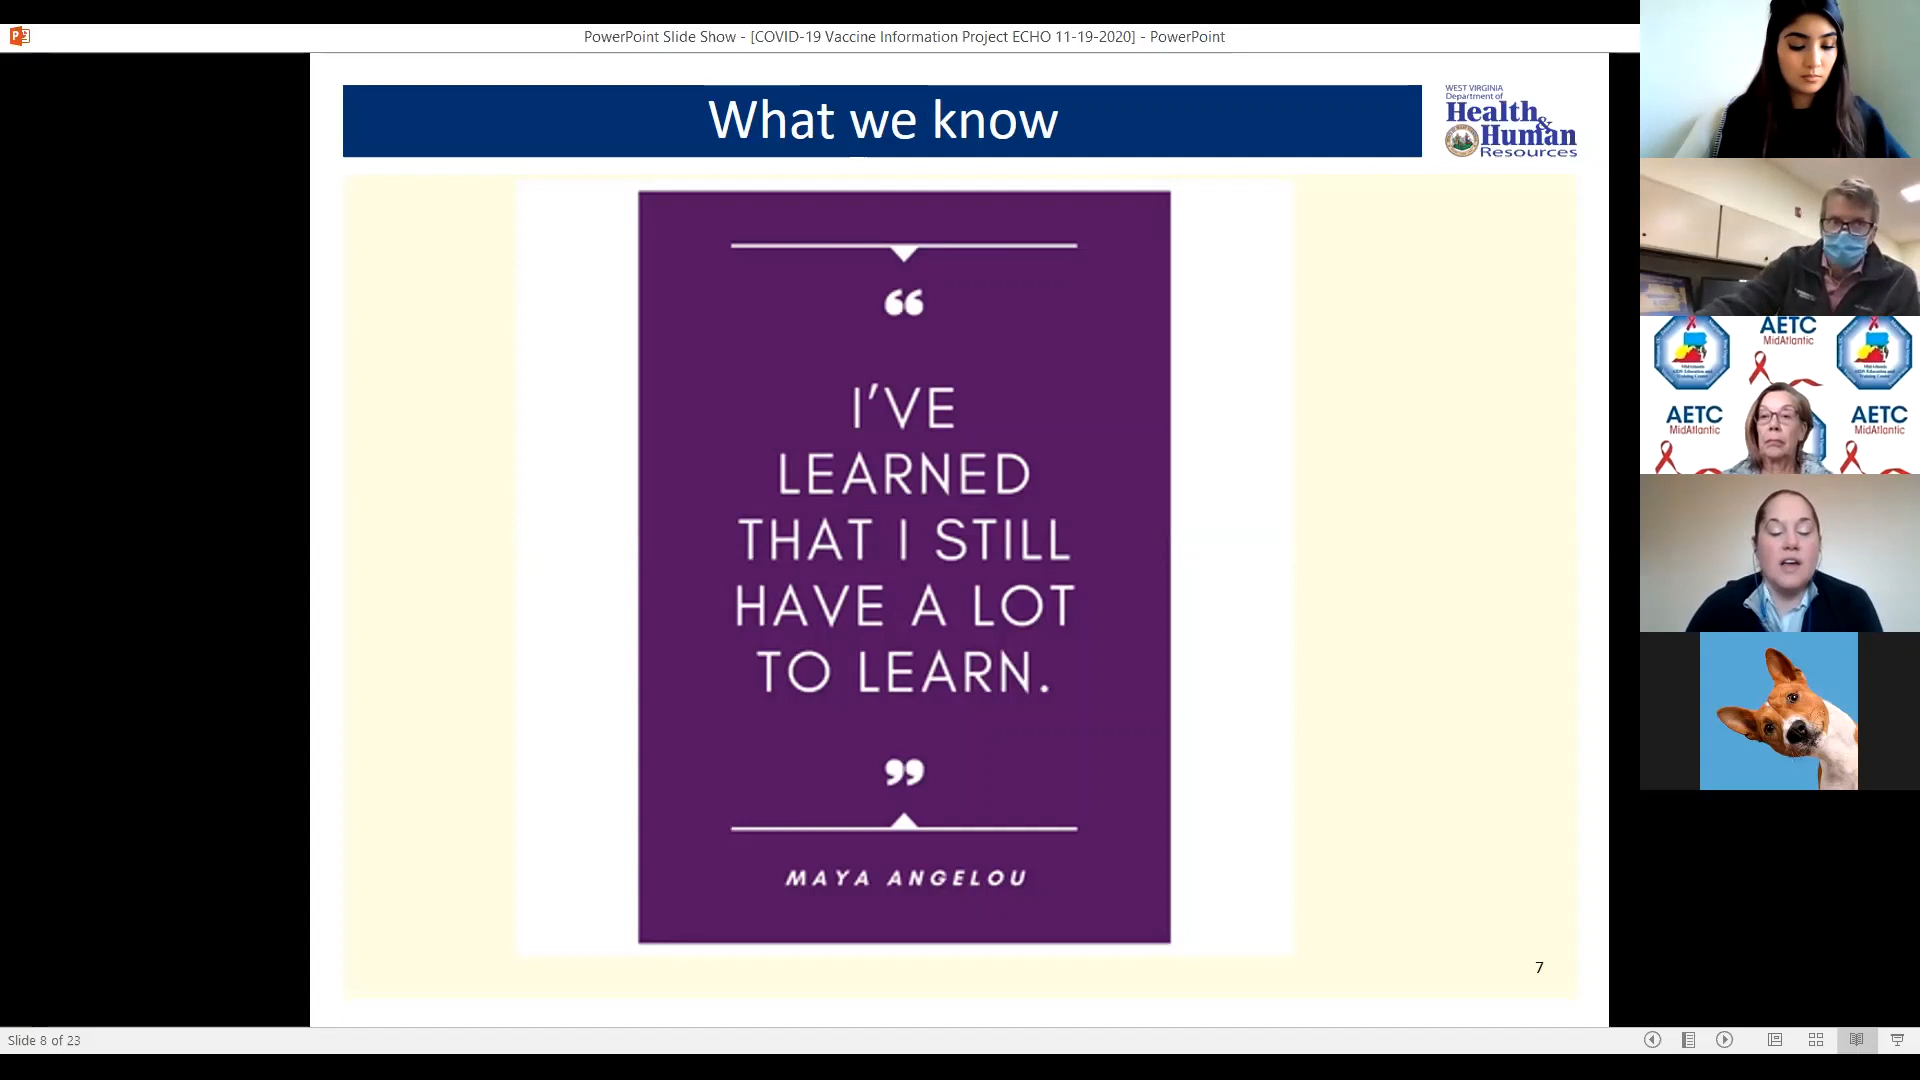 PowerPoint Slide Show - [COVID-19 Vaccine Information Project ECHO 11-19-2020] - PowerPoint
What we know
WEST VIRGINIA
Department of
Health &
Human
Resources
“
I’VE
LEARNED
THAT I STILL
HAVE A LOT
TO LEARN.
”
MAYA ANGELOU
7
Slide 8 of 23
AETC
MidAtlantic
AETC
MidAtlantic
AETC
MidAtlantic